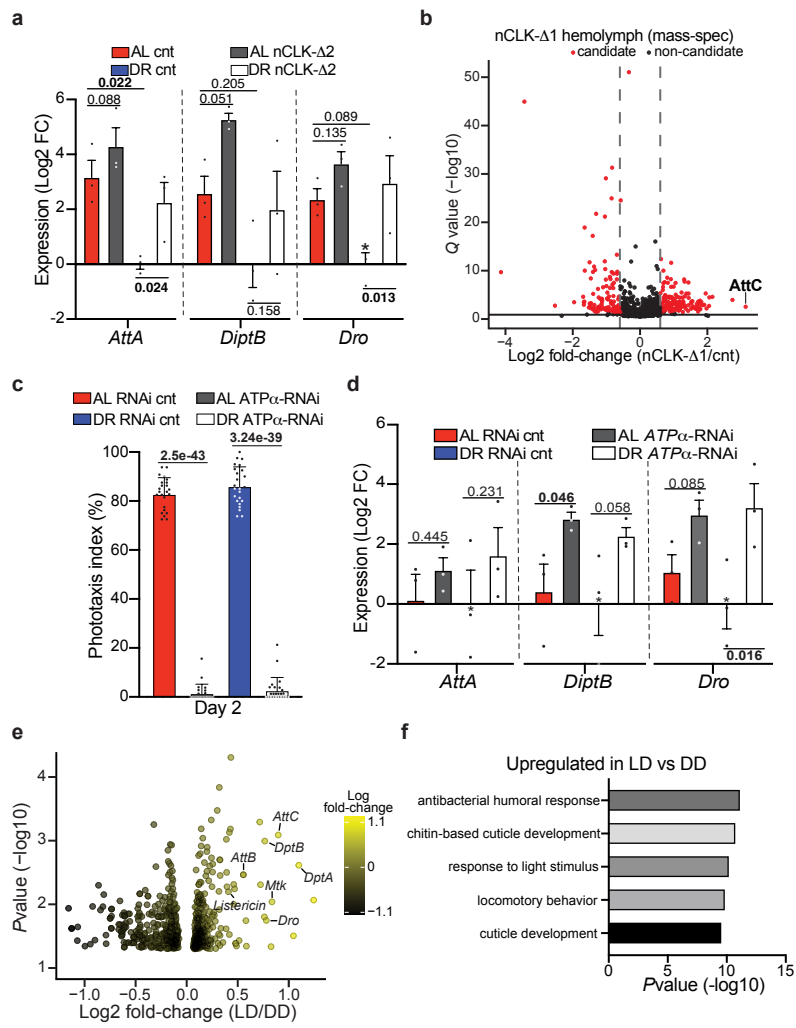 a
AL cnt
AL nCLK-Δ2
DR cnt
DR nCLK-Δ2
0.022
0.088
0.205
0.051
0.089
0.135
Expression (Log2 FC)
6
4
2
0
-2
*
0.024
0.158
0.013
AttA
DiptB
Dro
b
nCLK-Δ1 hemolymph (mass-spec)
candidate
non-candidate
Q value (−log10)
50
40
30
20
10
0
AttC
−4
−2
0
2
Log2 fold-change (nCLK-Δ1/cnt)
c
AL RNAi cnt
AL ATPα-RNAi
DR RNAi cnt
DR ATPα-RNAi
2.5e-43
3.24e-39
Phototaxis index (%)
100
80
60
40
20
0
Day 2
d
AL RNAi cnt
AL ATPα-RNAi
DR RNAi cnt
DR ATPα-RNAi
Expression (Log2 FC)
6
4
2
0
-2
0.445
0.231
0.046
0.058
0.085
*
*
*
0.016
AttA
DiptB
Dro
e
Pvalue (−log10)
4
3
2
1
AttC
DptB
AttB
DptA
Mtk
Listericin
Dro
Log
fold-change
1.1
0
−1.1
−1.0
−0.5
0.0
0.5
1.0
Log2 fold-change (LD/DD)
f
Upregulated in LD vs DD
antibacterial humoral response
chitin-based cuticle development
response to light stimulus
locomotory behavior
cuticle development
0
5
10
15
Pvalue (-log10)